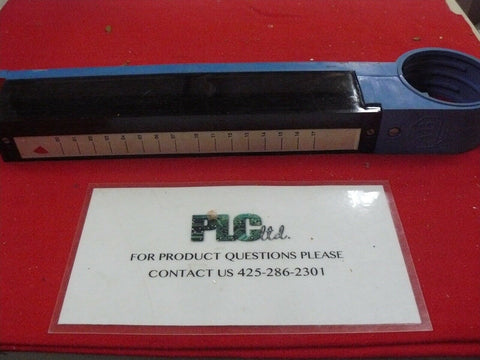 PLC ltd.
FOR PRODUCT QUESTIONS PLEASE
CONTACT US 425-286-2301